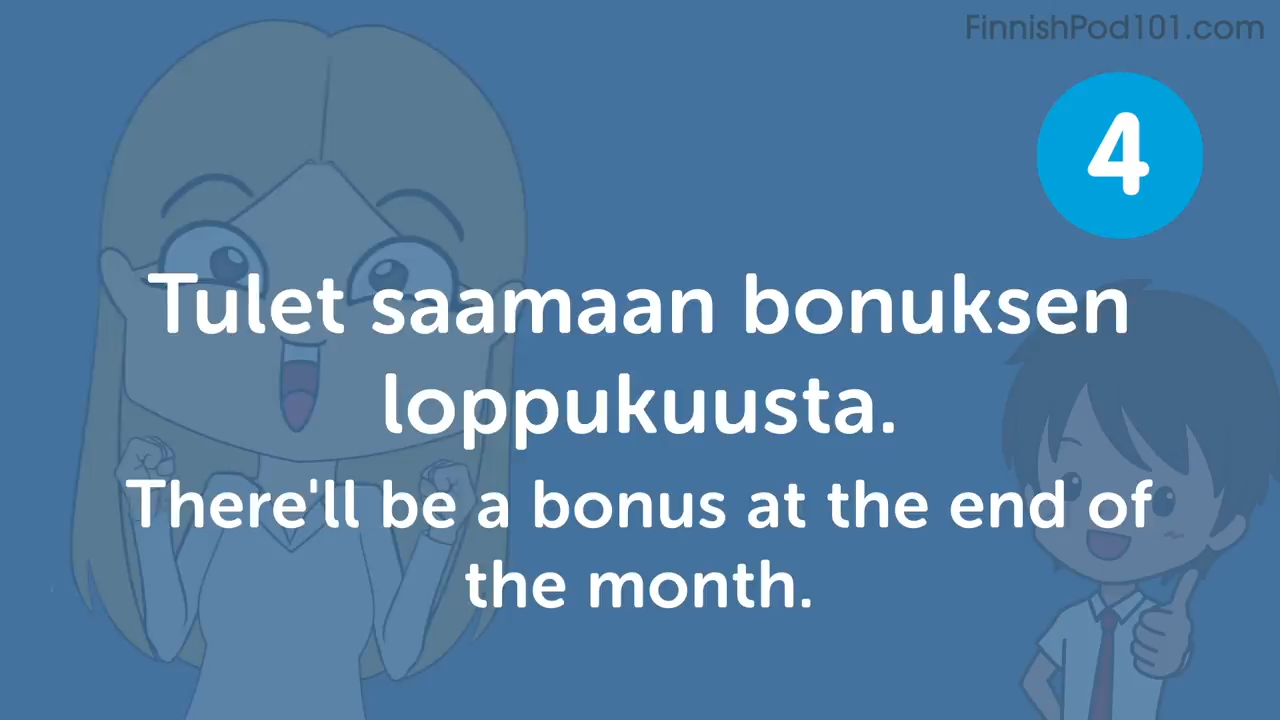 FinnishPod101.com
4
Tulet saamaan bonuksen
loppukuusta.
There'll be a bonus at the end of
the month.